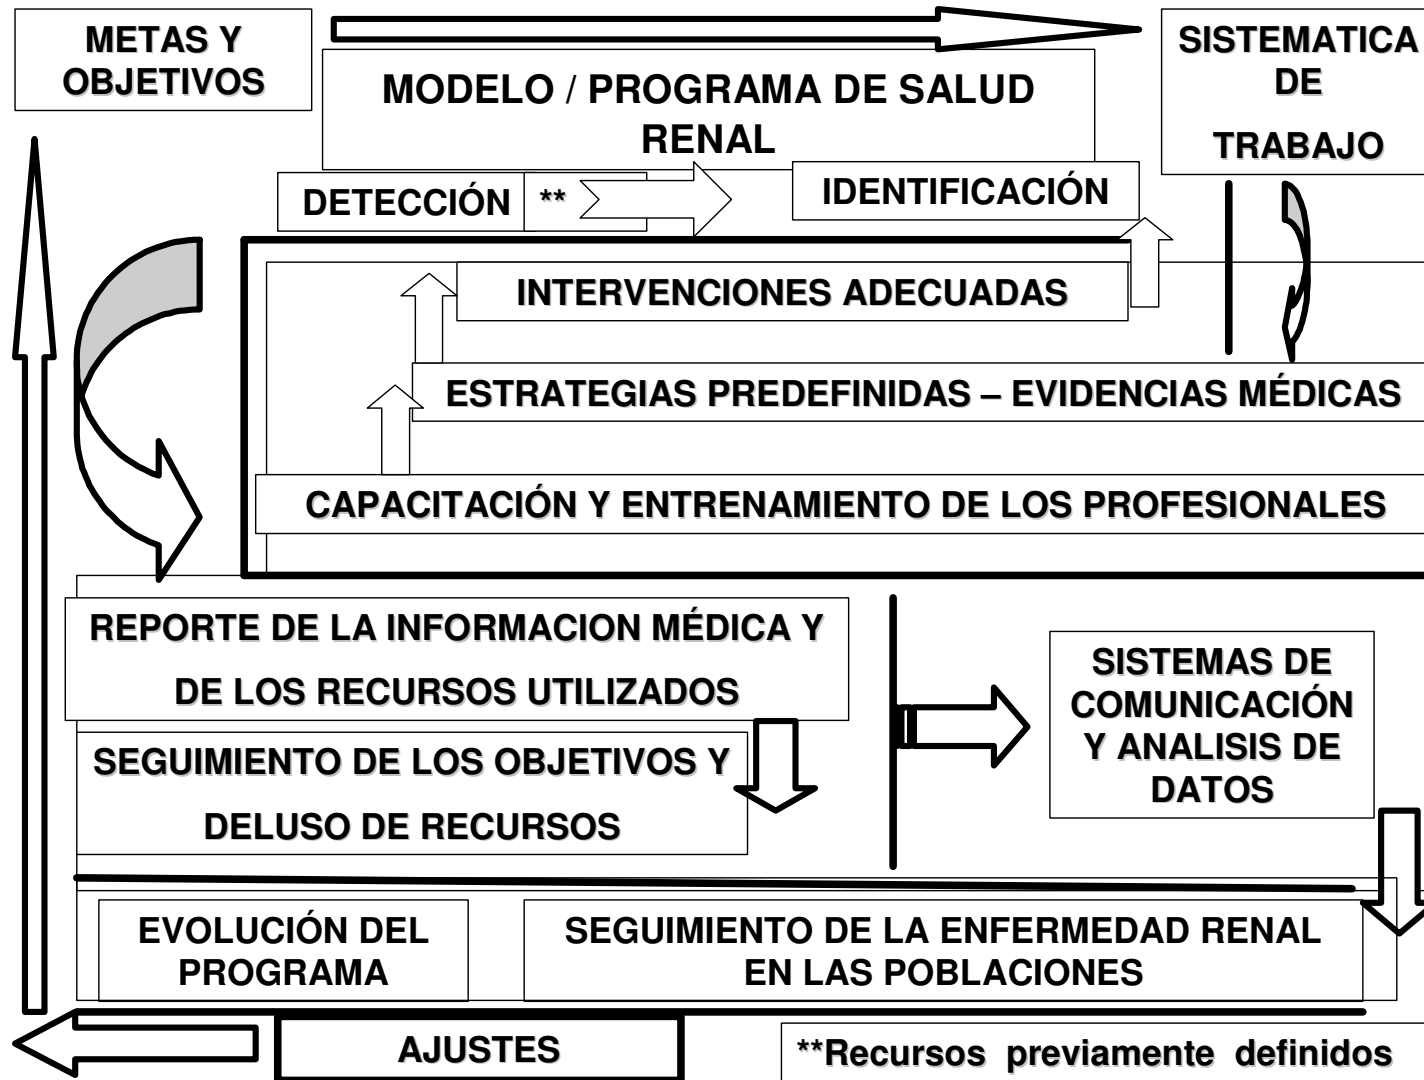 METAS Y
OBJETIVOS
MODELO / PROGRAMA DE SALUD
RENAL
SISTEMATICA
DE
TRABAJO
DETECCIÓN
**
IDENTIFICACIÓN
INTERVENCIONES ADECUADAS
ESTRATEGIAS PREDEFINIDAS – EVIDENCIAS MÉDICAS
CAPACITACIÓN Y ENTRENAMIENTO DE LOS PROFESIONALES
REPORTE DE LA INFORMACION MÉDICA Y
DE LOS RECURSOS UTILIZADOS
SEGUIMIENTO DE LOS OBJETIVOS Y
DELUSO DE RECURSOS
SISTEMAS DE
COMUNICACIÓN
Y ANALISIS DE
DATOS
EVOLUCIÓN DEL
PROGRAMA
SEGUIMIENTO DE LA ENFERMEDAD RENAL
EN LAS POBLACIONES
AJUSTES
**Recursos previamente definidos